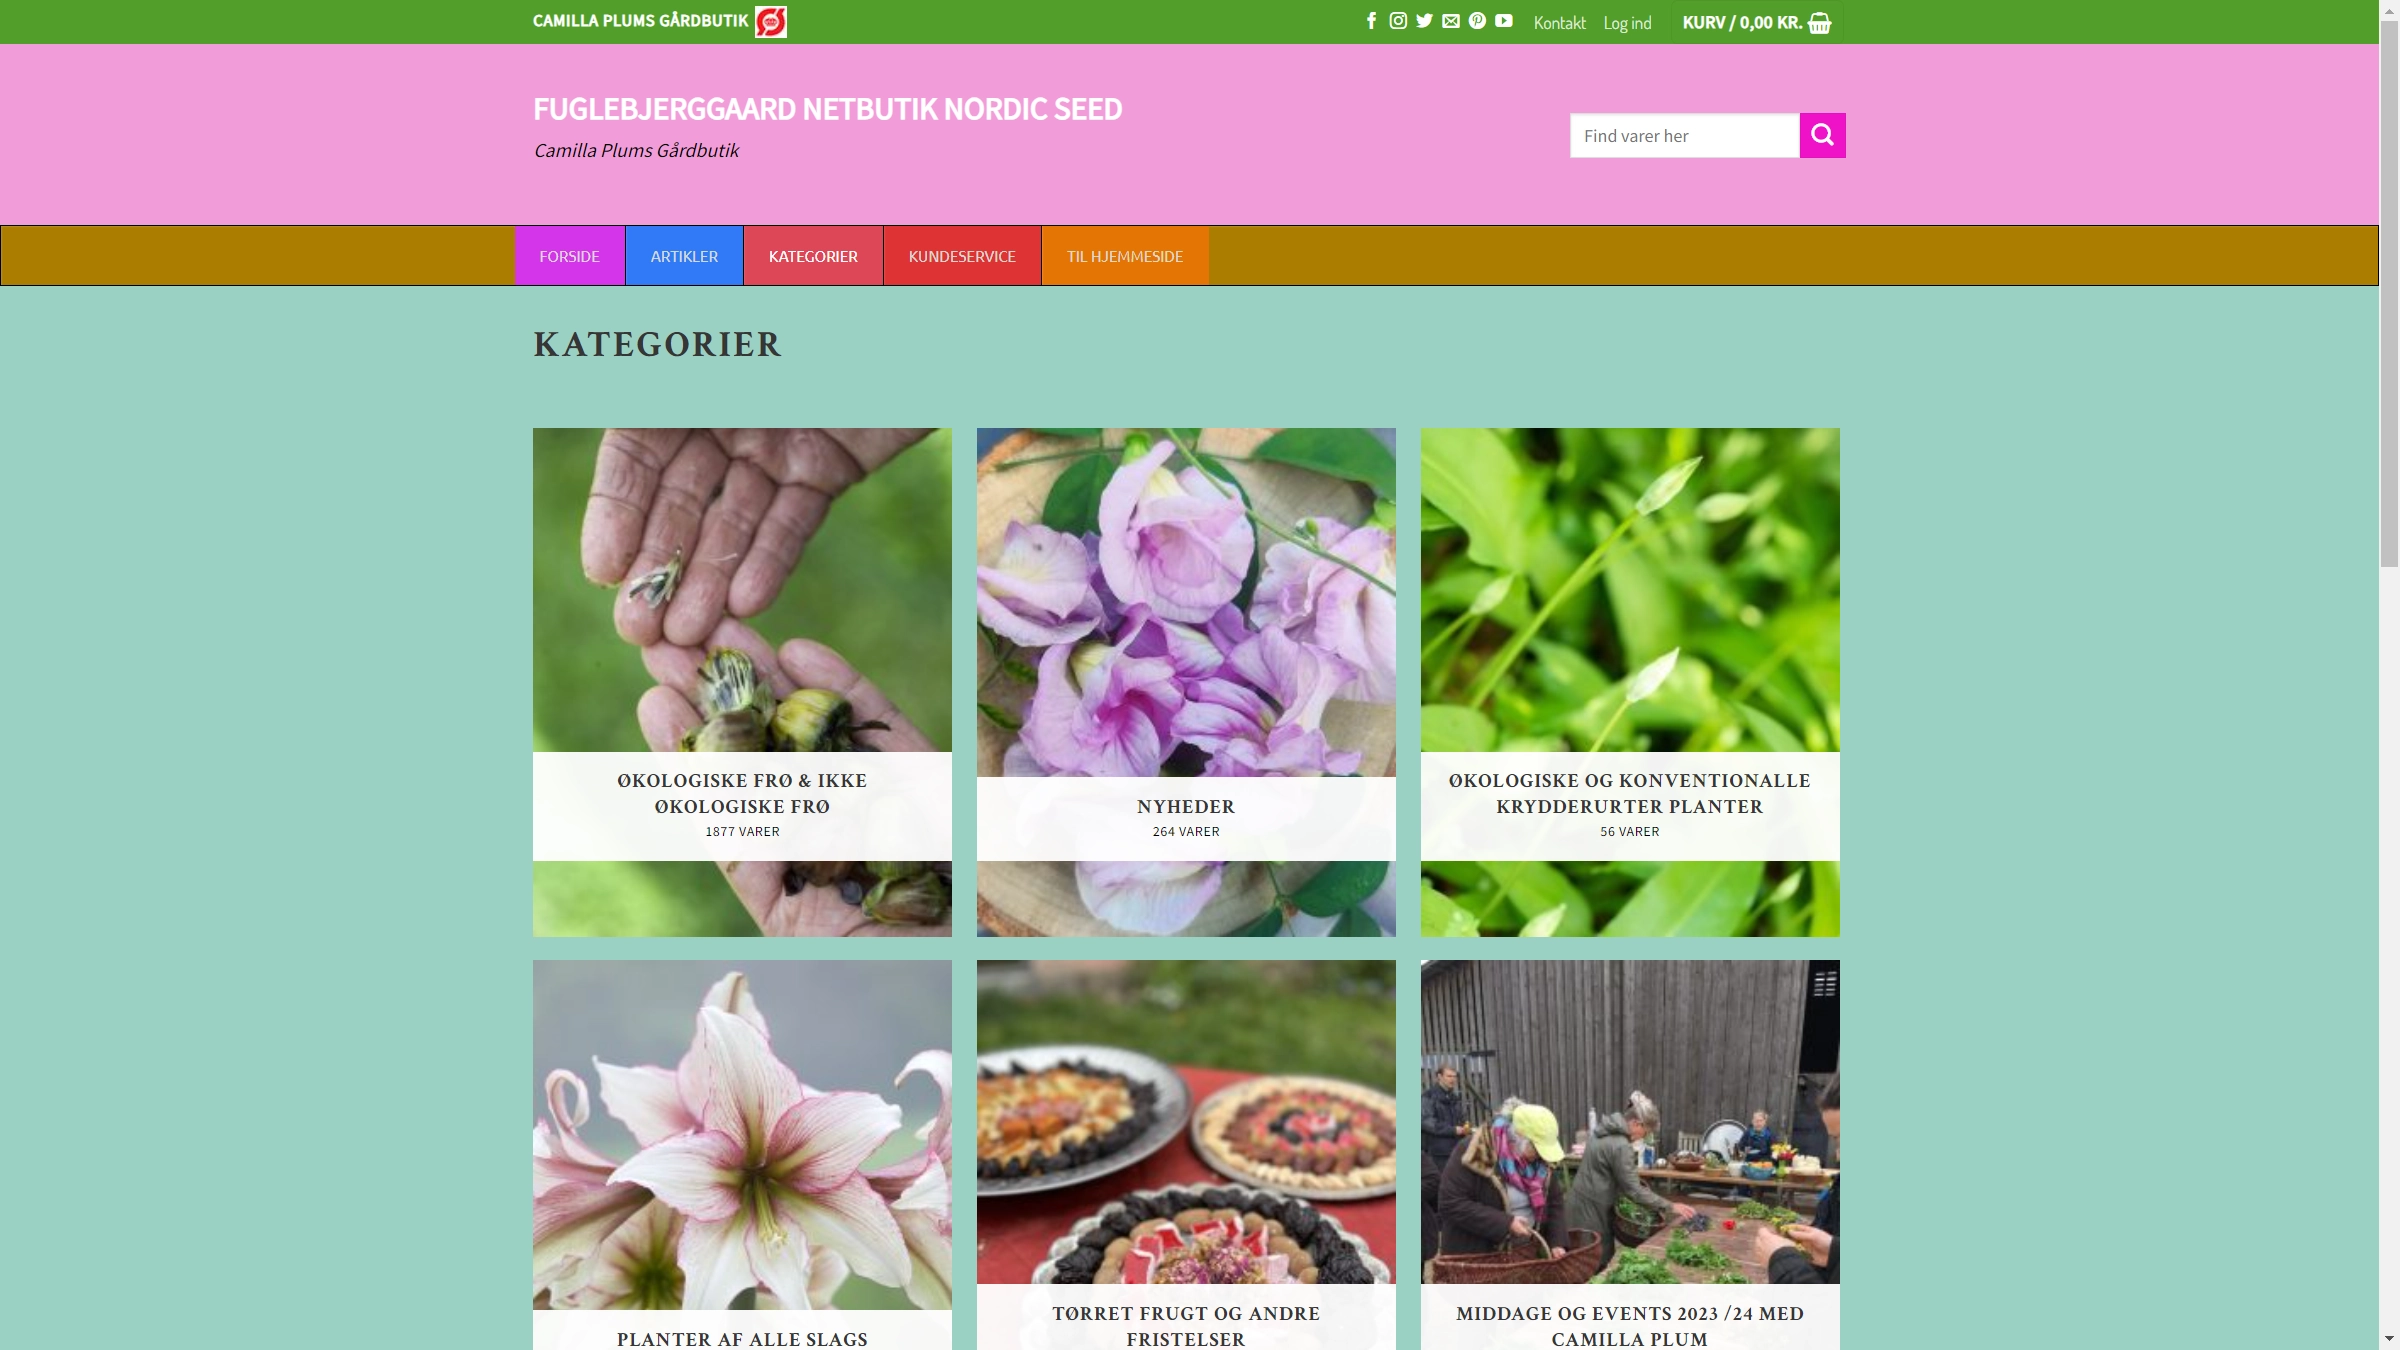 CAMILLA PLUMS GÅRDBUTIK
Kontakt
Log ind
KURV / 0,00 KR.
FUGLEBJERGGAARD NETBUTIK NORDIC SEED
Camilla Plums Gårdbutik
Find varer her
FORSIDE
ARTIKLER
KATEGORIER
KUNDESERVICE
TIL HJEMMESIDE
KATEGORIER
ØKOLOGISKE FRØ & IKKE
ØKOLOGISKE FRØ
1877 VARER
NYHEDER
264 VARER
ØKOLOGISKE OG KONVENTIONALLE
KRYDDERURTER PLANTER
56 VARER
PLANTER AF ALLE SLAGS
TØRRET FRUGT OG ANDRE
FRISTELSER
MIDDAGE OG EVENTS 2023 /24 MED
CAMILLA PLUM